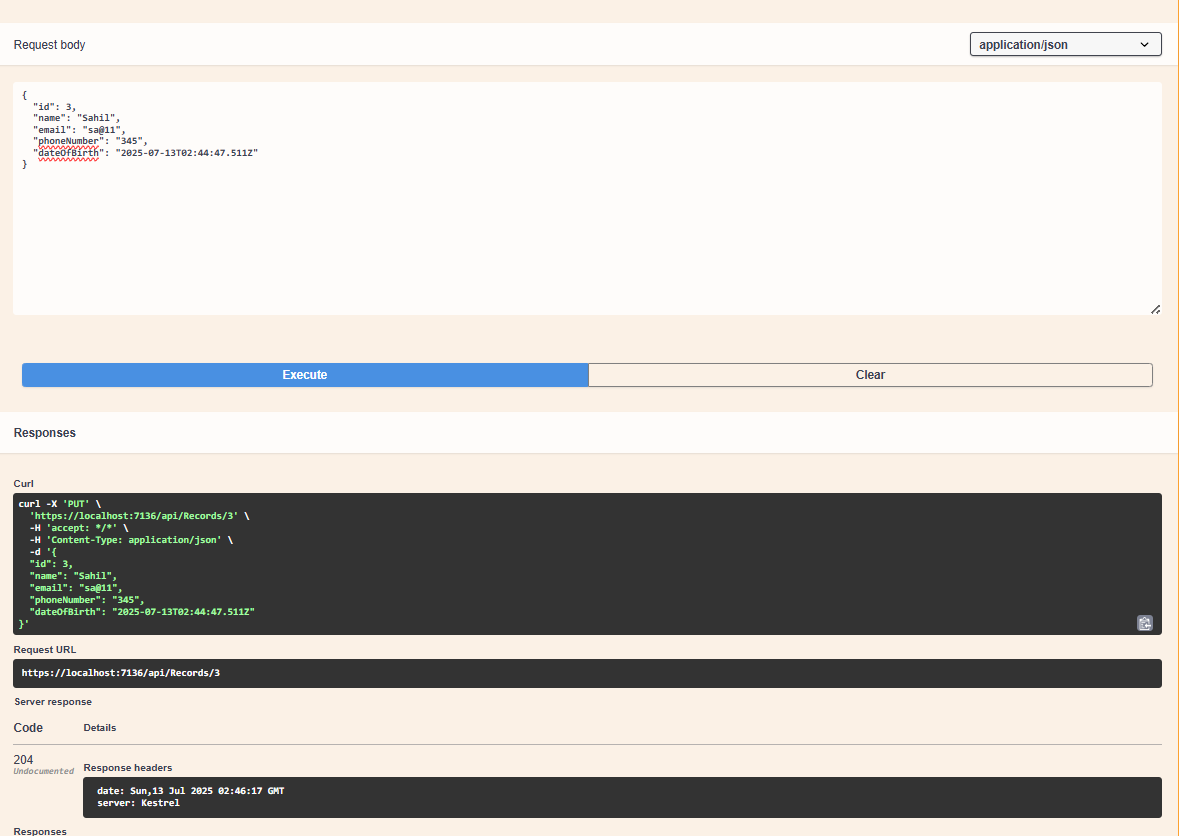 Request body
application/json
{
  "id": 3,
  "name": "Sahil",
  "email": "sa@11",
  "phoneNumber": "345",
  "dateOfBirth": "2025-07-13T02:44:47.511Z"
}
Execute
Clear
Responses
Curl
curl -X 'PUT' \
  'https://localhost:7136/api/Records/3' \
  -H 'accept: */*' \
  -H 'Content-Type: application/json' \
  -d '{
  "id": 3,
  "name": "Sahil",
  "email": "sa@11",
  "phoneNumber": "345",
  "dateOfBirth": "2025-07-13T02:44:47.511Z"
}'
Request URL
https://localhost:7136/api/Records/3
Server response
Code
Details
204
Undocumented
Response headers
date: Sun,13 Jul 2025 02:46:17 GMT
server: Kestrel
Responses